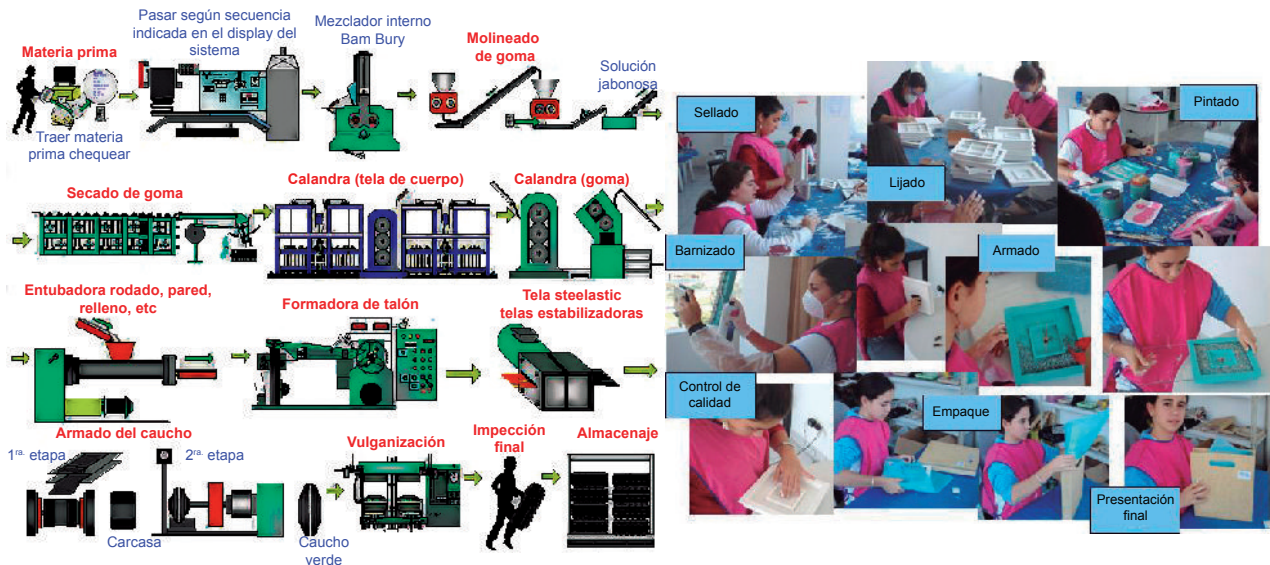 Materia prima
Pasar según secuencia
indicada en el display del
sistema
Mezclador interno
Bam Bury
Molineado
de goma
Solución
jabonosa
Traer materia
prima chequear
Secado de goma
Calandra (tela de cuerpo)
Calandra (goma)
Entubadora rodado, pared,
relleno, etc
Formadora de talón
Tela steelastic
telas estabilizadoras
Armado del caucho
1ra. etapa
2ra. etapa
Carcasa
Caucho
verde
Vulganización
Impección
final
Almacenaje
Sellado
Lijado
Pintado
Barnizado
Armado
Control de
calidad
Empaque
Presentación
final